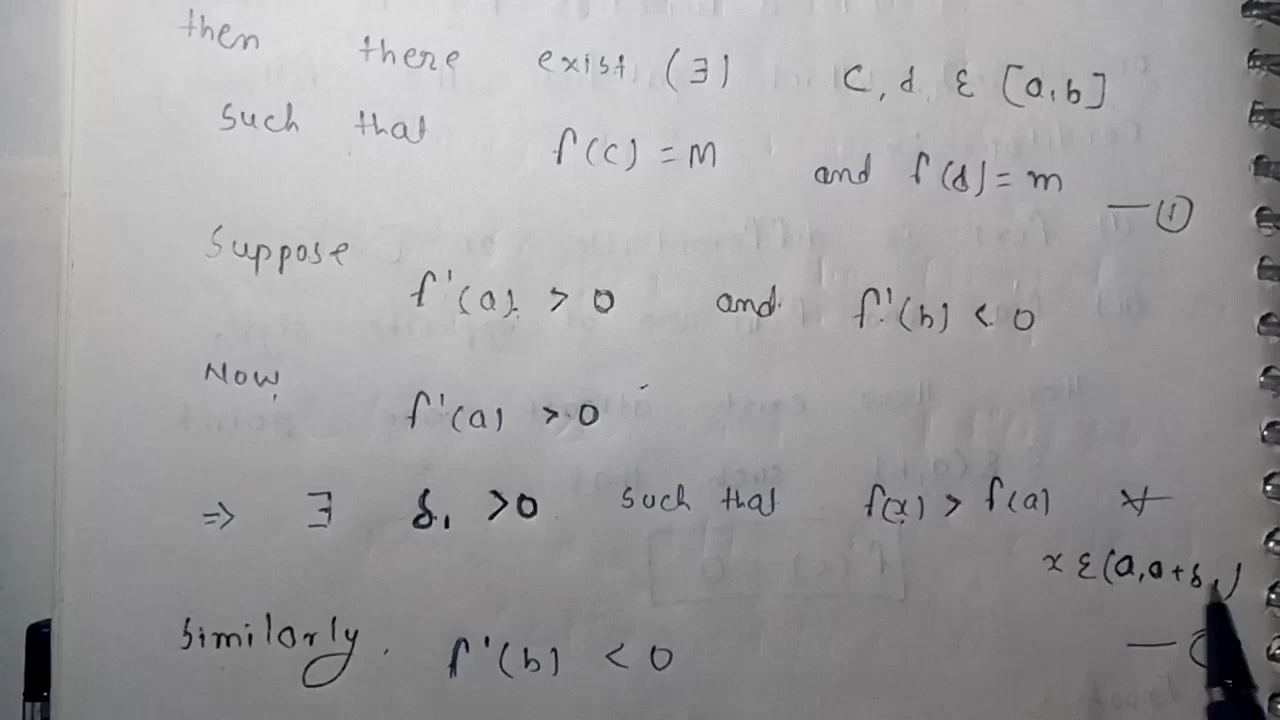 then there exist (∃) c, d ε [a,b]
such that f(c) = M and f(d) = m —①
Suppose
f'(a) > 0 and f'(b) < 0
Now
f'(a) > 0
⇒ ∃ δ₁ > 0 such that f(x) > f(a) ∀
x ε (a, a+δ₁)
Similarly. f'(b) < 0 —